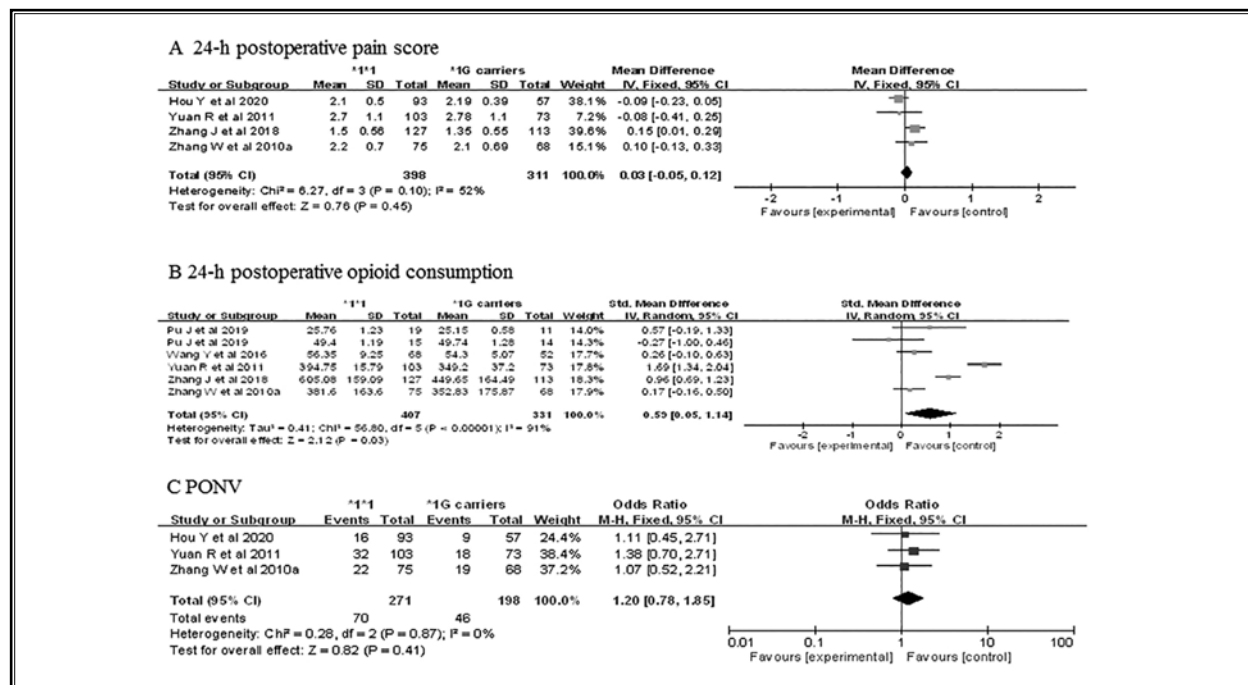 A 24-h postoperative pain score
*1*1 *1G carriers Mean Difference Mean Difference
Study or Subgroup Mean SD Total Mean SD Total Weight IV, Fixed, 95% CI IV, Fixed, 95% CI
Hou Y et al 2020 2.1 0.5 93 2.19 0.39 57 38.1% -0.09 [-0.23, 0.05]
Yuan R et al 2011 2.7 1.1 103 2.78 1.1 73 7.2% -0.08 [-0.41, 0.25]
Zhang J et al 2018 1.5 0.56 127 1.35 0.55 113 39.6% 0.15 [0.01, 0.29]
Zhang W et al 2010a 2.2 0.7 75 2.1 0.69 68 15.1% 0.10 [-0.13, 0.33]
Total (95% CI) 398 311 100.0% 0.03 [-0.05, 0.12]
Heterogeneity: Chi² = 6.27, df = 3 (P = 0.10); I² = 52%
Test for overall effect: Z = 0.76 (P = 0.45)
-2 -1 0 1 2
Favours [experimental] Favours [control]
B 24-h postoperative opioid consumption
*1*1 *1G carriers Std. Mean Difference Std. Mean Difference
Study or Subgroup Mean SD Total Mean SD Total Weight IV, Random, 95% CI IV, Random, 95% CI
Pu J et al 2019 25.76 1.23 19 25.15 0.58 11 14.0% 0.57 [-0.19, 1.33]
Pu J et al 2019 49.4 1.19 15 49.74 1.28 14 14.3% -0.27 [-1.00, 0.46]
Wang Y et al 2016 56.35 9.25 68 54.3 5.07 52 17.7% 0.26 [-0.10, 0.63]
Yuan R et al 2011 394.75 15.79 103 349.2 37.2 73 17.8% 1.69 [1.34, 2.04]
Zhang J et al 2018 605.08 159.09 127 449.65 164.49 113 18.3% 0.96 [0.69, 1.23]
Zhang W et al 2010a 381.6 163.6 75 352.83 175.87 68 17.9% 0.17 [-0.16, 0.50]
Total (95% CI) 407 331 100.0% 0.59 [0.05, 1.14]
Heterogeneity: Tau² = 0.41; Chi² = 56.80, df = 5 (P < 0.00001); I² = 91%
Test for overall effect: Z = 2.12 (P = 0.03)
-2 -1 0 1 2
Favours [experimental] Favours [control]
C PONV
*1*1 *1G carriers Odds Ratio Odds Ratio
Study or Subgroup Events Total Events Total Weight M-H, Fixed, 95% CI M-H, Fixed, 95% CI
Hou Y et al 2020 16 93 9 57 24.4% 1.11 [0.45, 2.71]
Yuan R et al 2011 32 103 18 73 38.4% 1.38 [0.70, 2.71]
Zhang W et al 2010a 22 75 19 68 37.2% 1.07 [0.52, 2.21]
Total (95% CI) 271 198 100.0% 1.20 [0.78, 1.85]
Total events 70 46
Heterogeneity: Chi² = 0.28, df = 2 (P = 0.87); I² = 0%
Test for overall effect: Z = 0.82 (P = 0.41)
0.01 0.1 1 10 100
Favours [experimental] Favours [control]